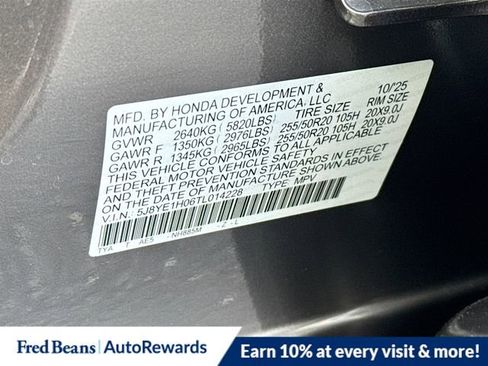 MFD. BY HONDA DEVELOPMENT & 10/25
MANUFACTURING OF AMERICA, LLC
GVWR 2640KG (5820LBS) TIRE SIZE RIM SIZE
GAWR F 1350KG (2976LBS) 255/50R20 105H 20X9.0J
GAWR R 1345KG (2965LBS) 255/50R20 105H 20X9.0J
THIS VEHICLE CONFORMS TO ALL APPLICABLE
FEDERAL MOTOR VEHICLE SAFETY
AND THEFT PREVENTION STANDARDS
IN EFFECT ON THE DATE OF
MANUFACTURE SHOWN ABOVE.
V.I.N.: 5J8YE1H06TL014228 TYPE: MPV
TYA T AE5 NH885M -Z -L
Fred Beans | AutoRewards
Earn 10% at every visit & more!